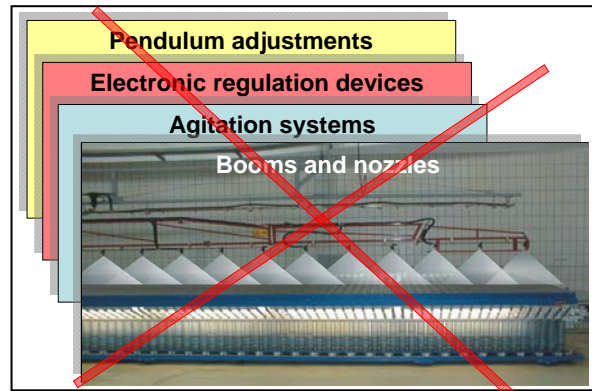 Pendulum adjustments
Electronic regulation devices
Agitation systems
Booms and nozzles